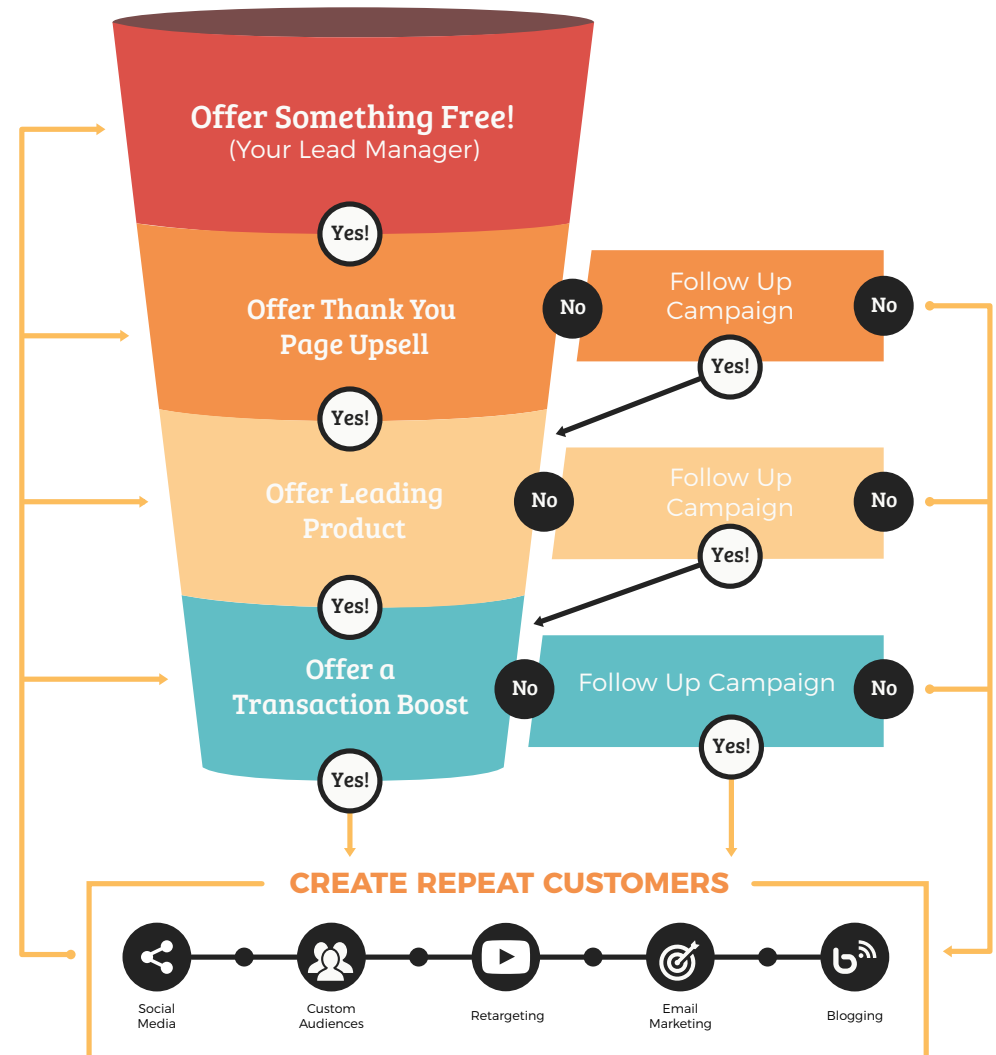 Offer Something Free!
(Your Lead Manager)
Yes!
Offer Thank You
Page Upsell
No
Follow Up
Campaign
No
Yes!
Yes!
Offer Leading
Product
No
Follow Up
Campaign
No
Yes!
Yes!
Offer a
Transaction Boost
No
Follow Up Campaign
No
Yes!
Yes!
CREATE REPEAT CUSTOMERS
Social
Media
Custom
Audiences
Retargeting
Email
Marketing
Blogging